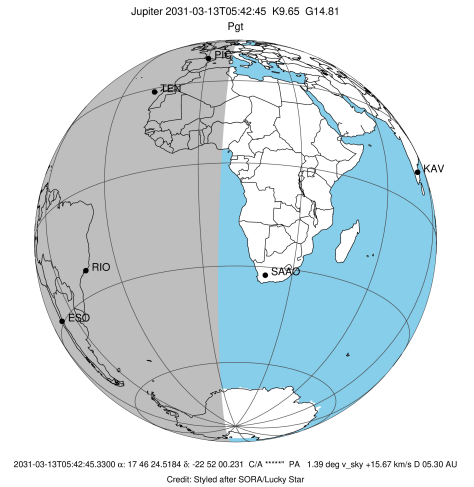 Jupiter 2031-03-13T05:42:45 K9.65 G14.81
Pgt
PIC
TEN
KAV
RIO
SAAO
ESO
2031-03-13T05:42:45.3300 α: 17 46 24.5184 δ: -22 52 00.231 C/A *****" PA 1.39 deg v_sky +15.67 km/s D 05.30 AU
Credit: Styled after SORA/Lucky Star